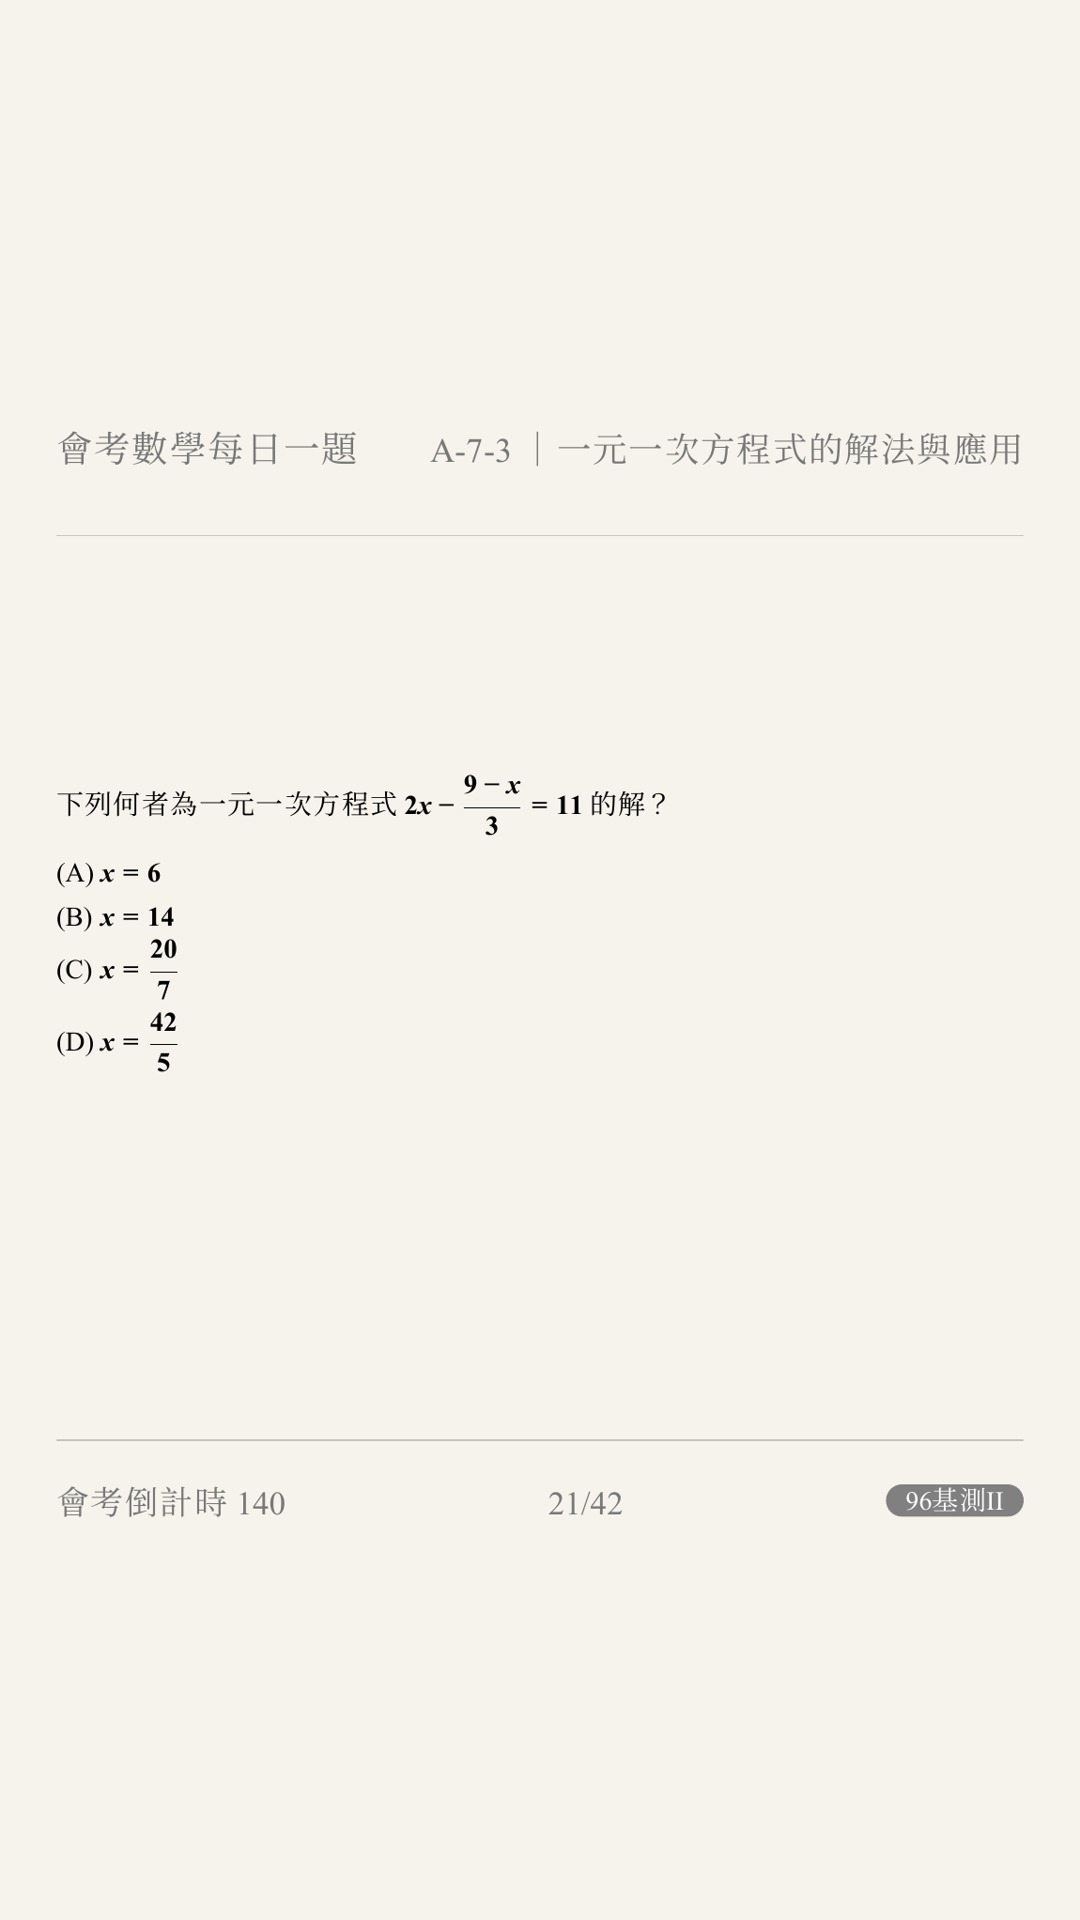 會考數學每日一題 A-7-3｜一元一次方程式的解法與應用
下列何者為一元一次方程式 2x − \frac{9 − x}{3} = 11 的解？
(A) x = 6
(B) x = 14
(C) x = \frac{20}{7}
(D) x = \frac{42}{5}
會考倒計時 140 21/42 96基測II